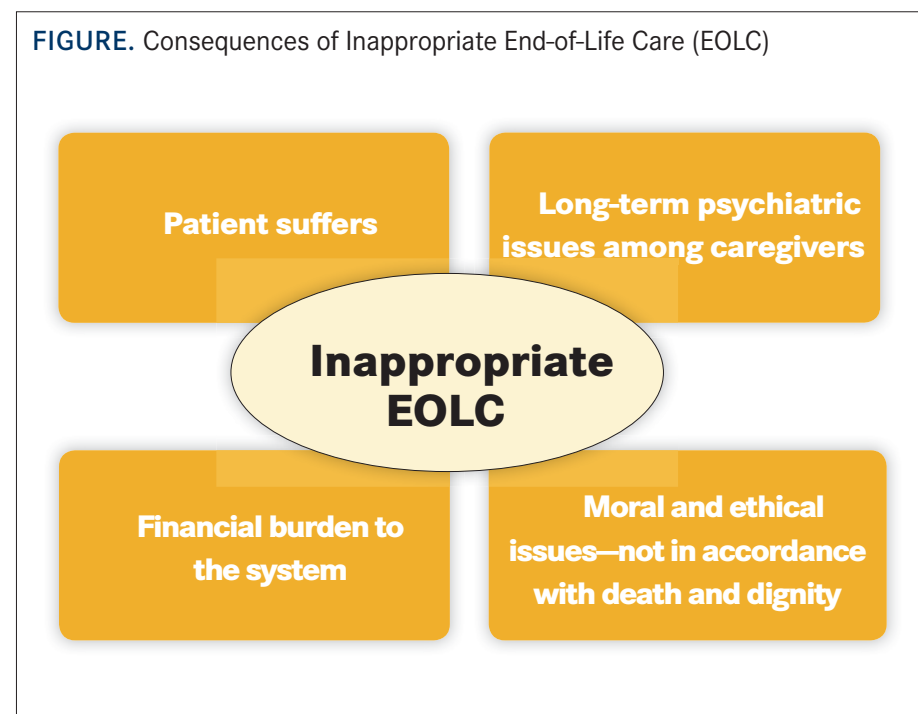 FIGURE. Consequences of Inappropriate End-of-Life Care (EOLC)
Patient suffers
Long-term psychiatric
issues among caregivers
Inappropriate
EOLC
Financial burden to
the system
Moral and ethical
issues—not in accordance
with death and dignity